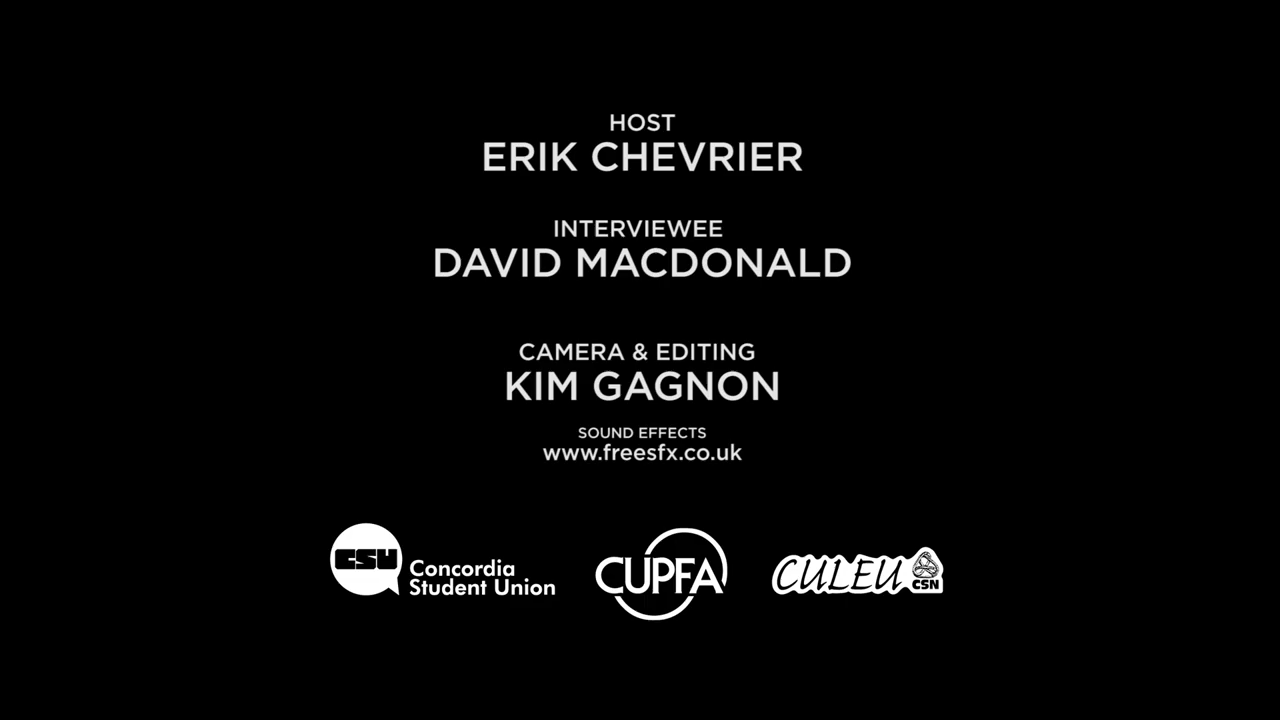 HOST
ERIK CHEVRIER
INTERVIEWEE
DAVID MACDONALD
CAMERA & EDITING
KIM GAGNON
SOUND EFFECTS
www.freesfx.co.uk
CSU
Concordia
Student Union
CUPFA
CULEU
CSN